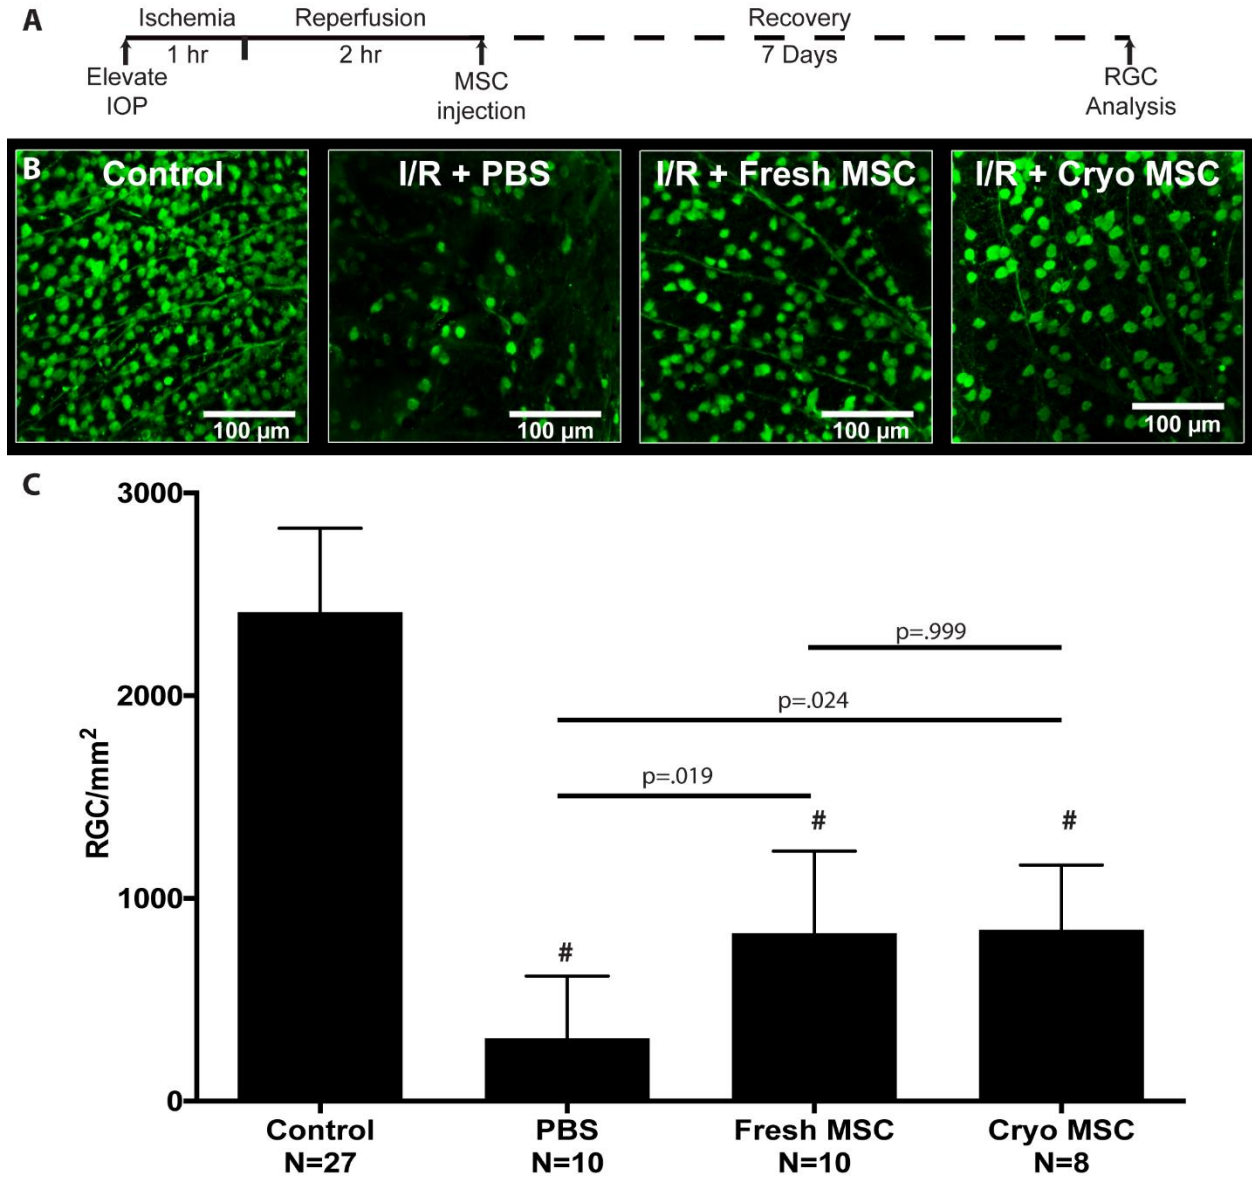 A
Ischemia Reperfusion Recovery
1 hr 2 hr 7 Days
Elevate MSC RGC
IOP injection Analysis
B Control I/R + PBS I/R + Fresh MSC I/R + Cryo MSC
100 µm 100 µm 100 µm 100 µm
C
3000
2000
1000
0
RGC/mm²
p=.999
p=.024
p=.019
# # #
Control PBS Fresh MSC Cryo MSC
N=27 N=10 N=10 N=8